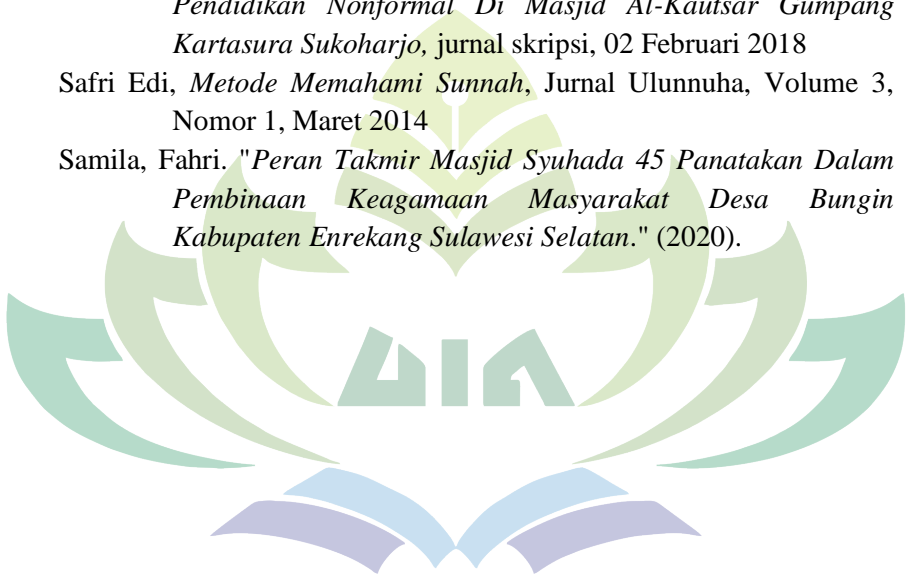 Pendidikan Nonformal Di Masjid Al-Kautsar Gumpang
Kartasura Sukoharjo, jurnal skripsi, 02 Februari 2018
Safri Edi, Metode Memahami Sunnah, Jurnal Ulunnuha, Volume 3,
Nomor 1, Maret 2014
Samila, Fahri. "Peran Takmir Masjid Syuhada 45 Panatakan Dalam
Pembinaan Keagamaan Masyarakat Desa Bungin
Kabupaten Enrekang Sulawesi Selatan." (2020).
UIN